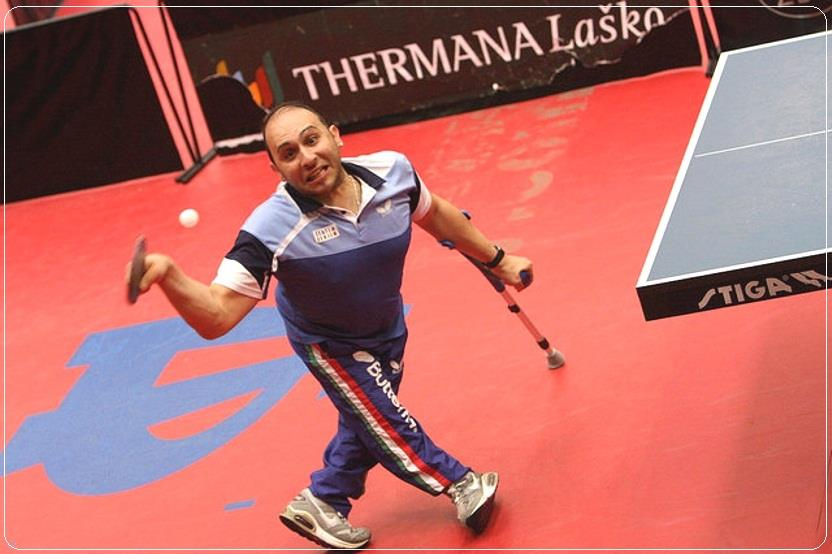 THERMANA Laško
STIGA
Butterfly